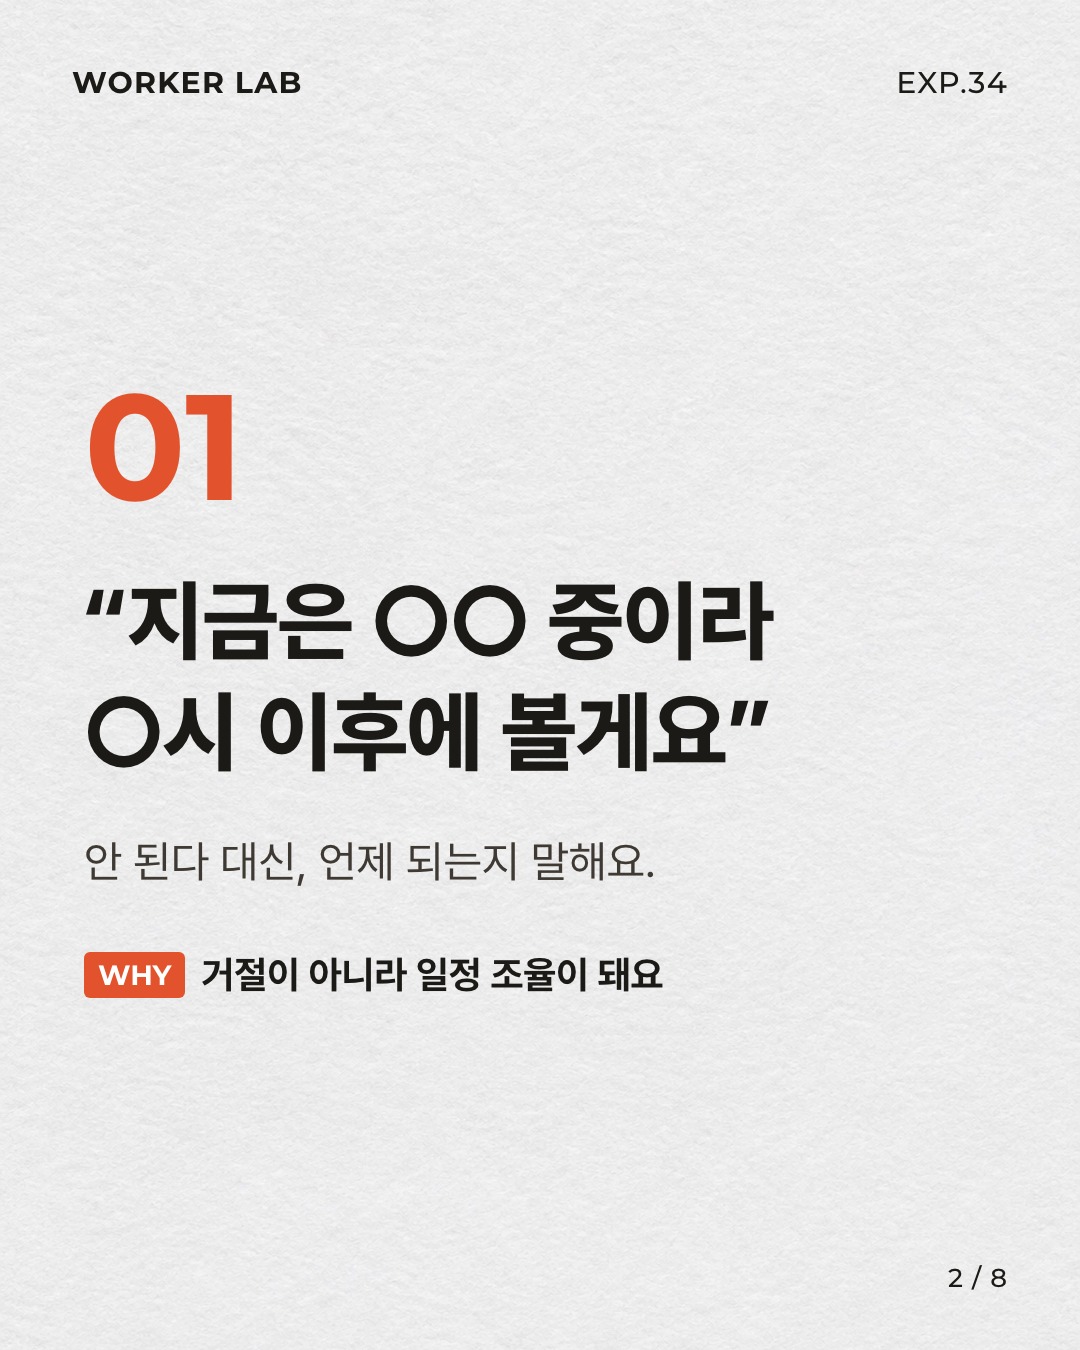 WORKER LAB
EXP.34
01
“지금은 ○○ 중이라
○시 이후에 볼게요”
안 된다 대신, 언제 되는지 말해요.
WHY 거절이 아니라 일정 조율이 돼요
2 / 8